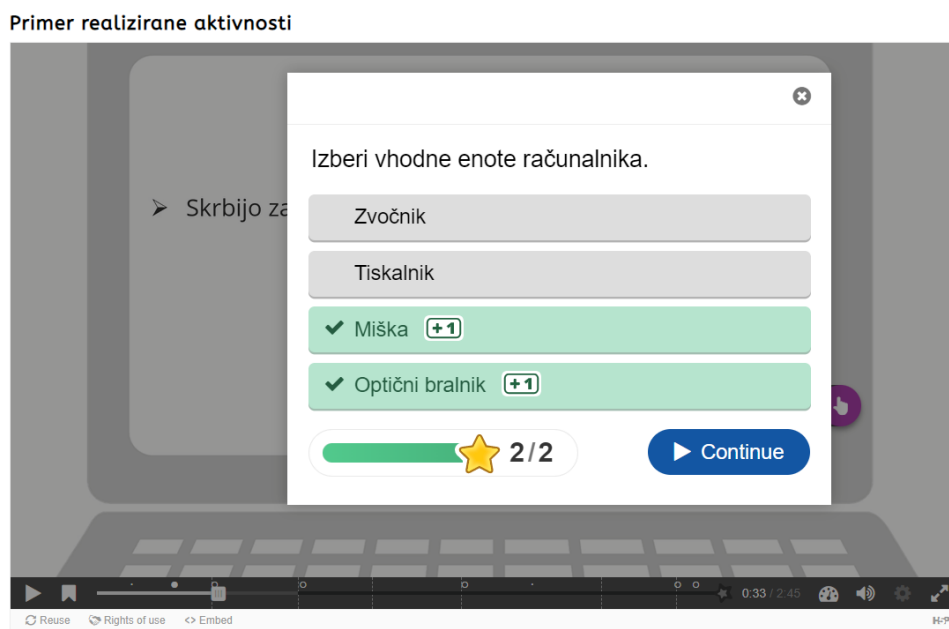 Primer realizirane aktivnosti
Izberi vhodne enote računalnika.
➢ Skrbijo za
Zvočnik
Tiskalnik
✔ Miška +1
✔ Optični bralnik +1
2/2
Continue
0:33 / 2:45
Reuse Rights of use <> Embed